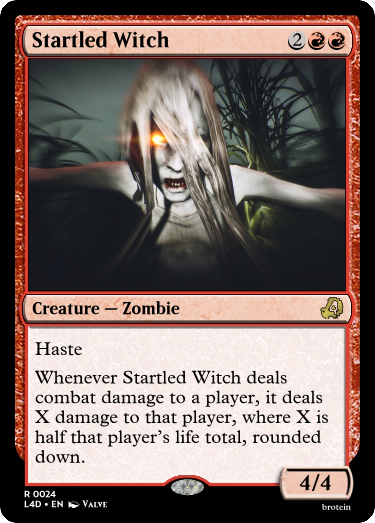 Startled Witch 2
Creature — Zombie
Haste
Whenever Startled Witch deals
combat damage to a player, it deals
X damage to that player, where X is
half that player's life total, rounded
down.
4/4
R 0024
L4D • EN Valve
brotein